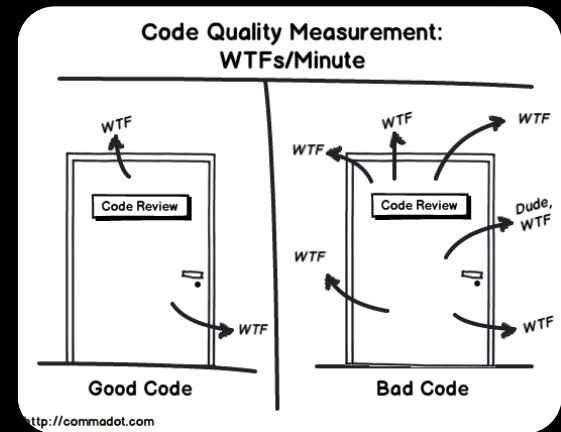 Code Quality Measurement:
WTFs/Minute
WTF
Code Review
WTF
Good Code
WTF
WTF
WTF
Code Review
Dude,
WTF
WTF
WTF
Bad Code
http://commadot.com